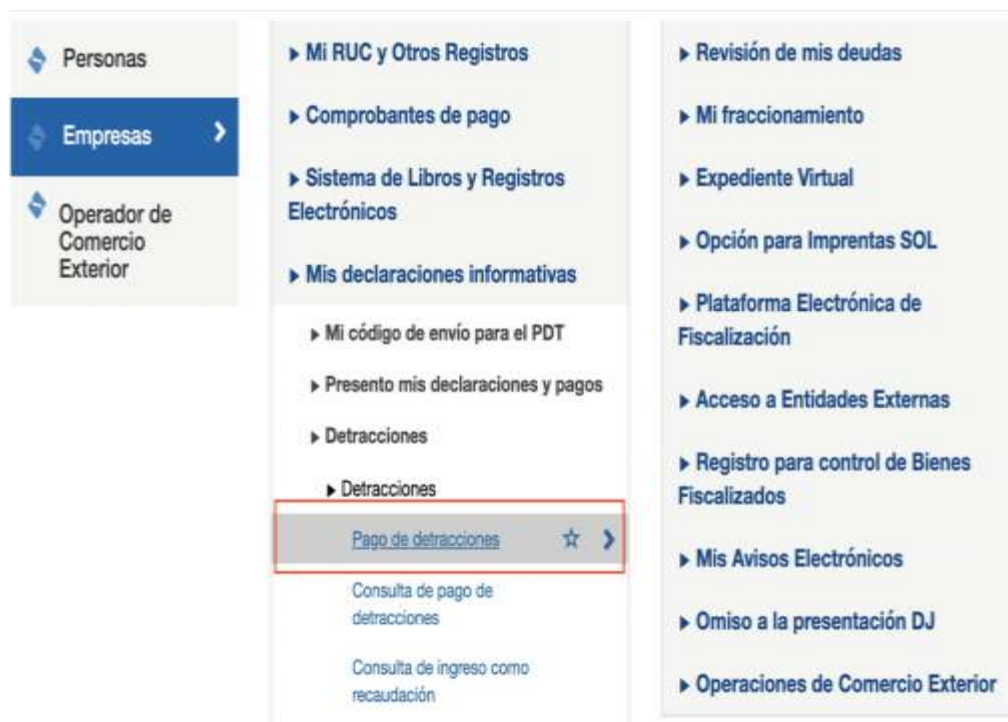 Personas
Empresas
Operador de
Comercio
Exterior
Mi RUC y Otros Registros
Comprobantes de pago
Sistema de Libros y Registros
Electrónicos
Mis declaraciones informativas
Mi código de envío para el PDT
Presento mis declaraciones y pagos
Detracciones
Detracciones
Pago de detracciones
Consulta de pago de
detracciones
Consulta de ingreso como
recaudación
Revisión de mis deudas
Mi fraccionamiento
Expediente Virtual
Opción para Imprentas SOL
Plataforma Electrónica de
Fiscalización
Acceso a Entidades Externas
Registro para control de Bienes
Fiscalizados
Mis Avisos Electrónicos
Omiso a la presentación DJ
Operaciones de Comercio Exterior